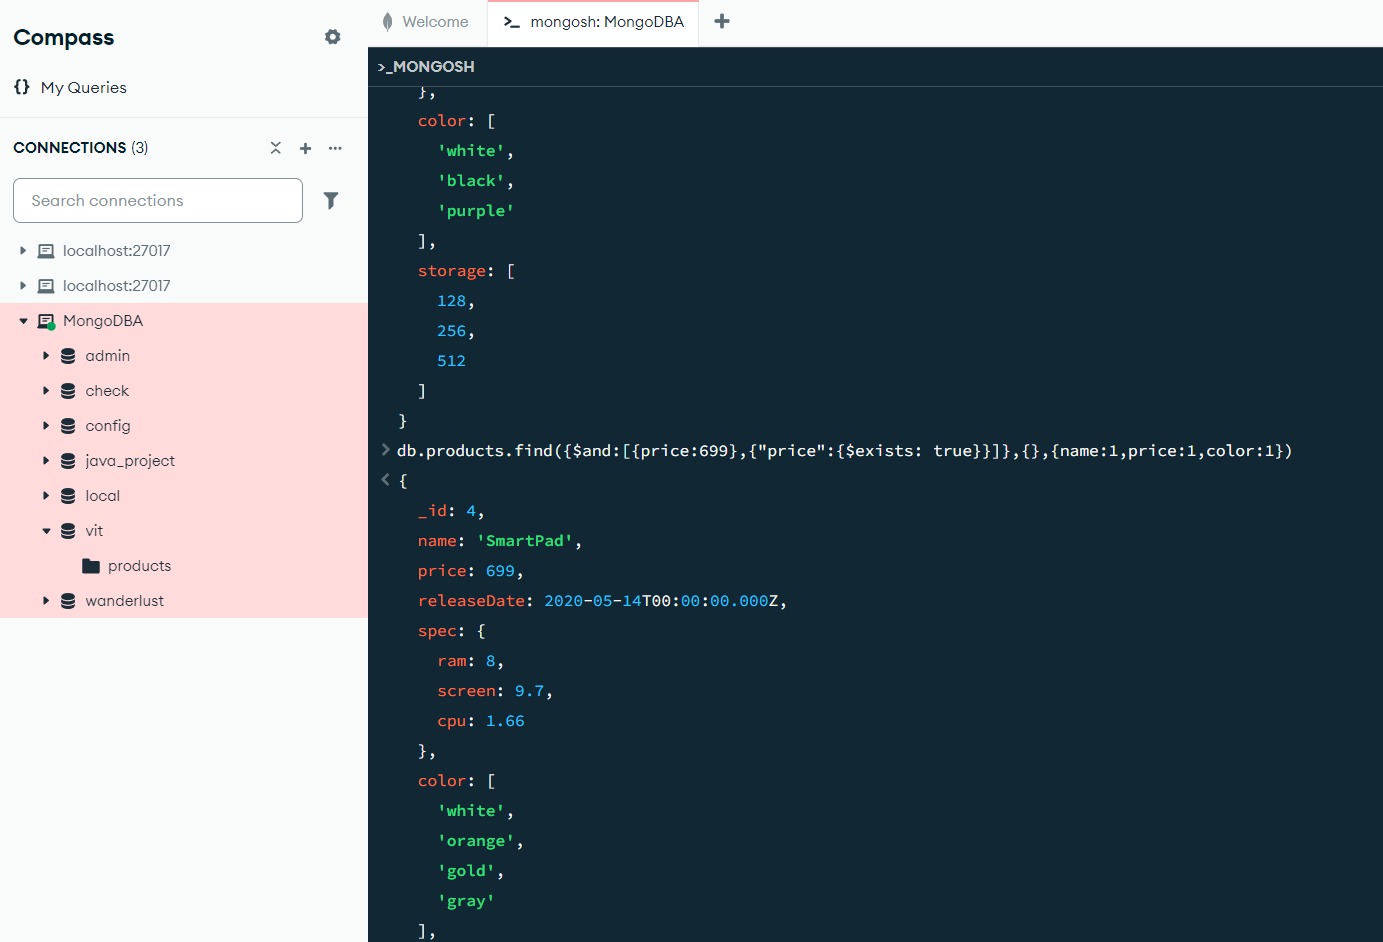 Compass
{} My Queries
CONNECTIONS (3)
Search connections
localhost:27017
localhost:27017
MongoDBA
admin
check
config
java_project
local
vit
products
wanderlust
Welcome
>_ mongosh: MongoDBA
>_MONGOSH
},
color: [
'white',
'black',
'purple'
],
storage: [
128,
256,
512
]
}
> db.products.find({$and:[{price:699},{"price":{$exists: true}}]},{},{name:1,price:1,color:1})
< {
_id: 4,
name: 'SmartPad',
price: 699,
releaseDate: 2020-05-14T00:00:00.000Z,
spec: {
ram: 8,
screen: 9.7,
cpu: 1.66
},
color: [
'white',
'orange',
'gold',
'gray'
],